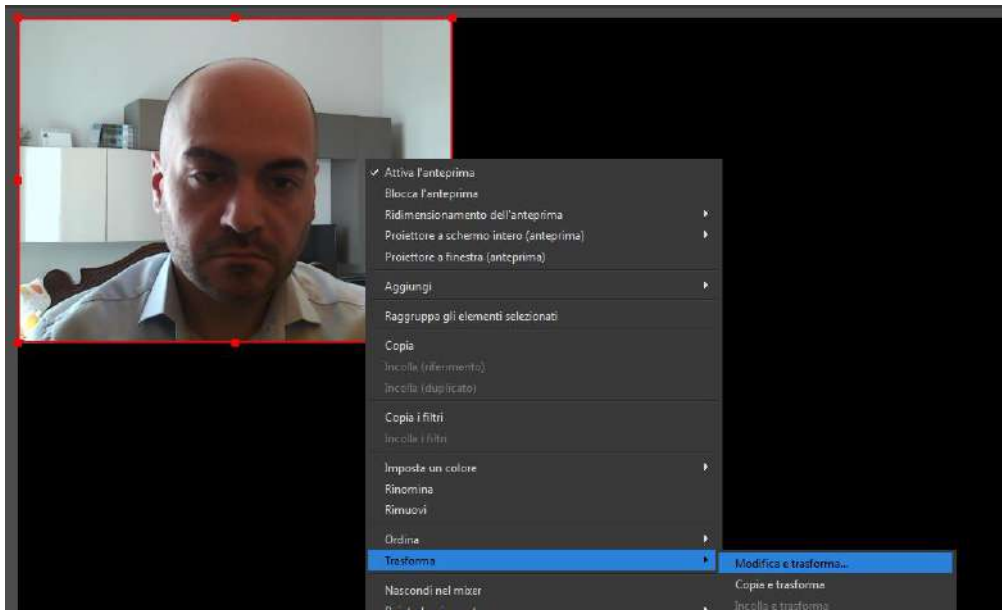 Attiva l'anteprima
Blocca l'anteprima
Ridimensionamento dell'anteprima
Proiettore a schermo intero (anteprima)
Proiettore a finestra (anteprima)
Aggiungi
Raggruppa gli elementi selezionati
Copia
Incolla (riferimento)
Incolla (duplicato)
Copia i filtri
Incolla i filtri
Imposta un colore
Rinomina
Rimuovi
Ordina
Trasforma
Modifica e trasforma...
Nascondi nel mixer
Copia e trasforma
Incolla e trasforma